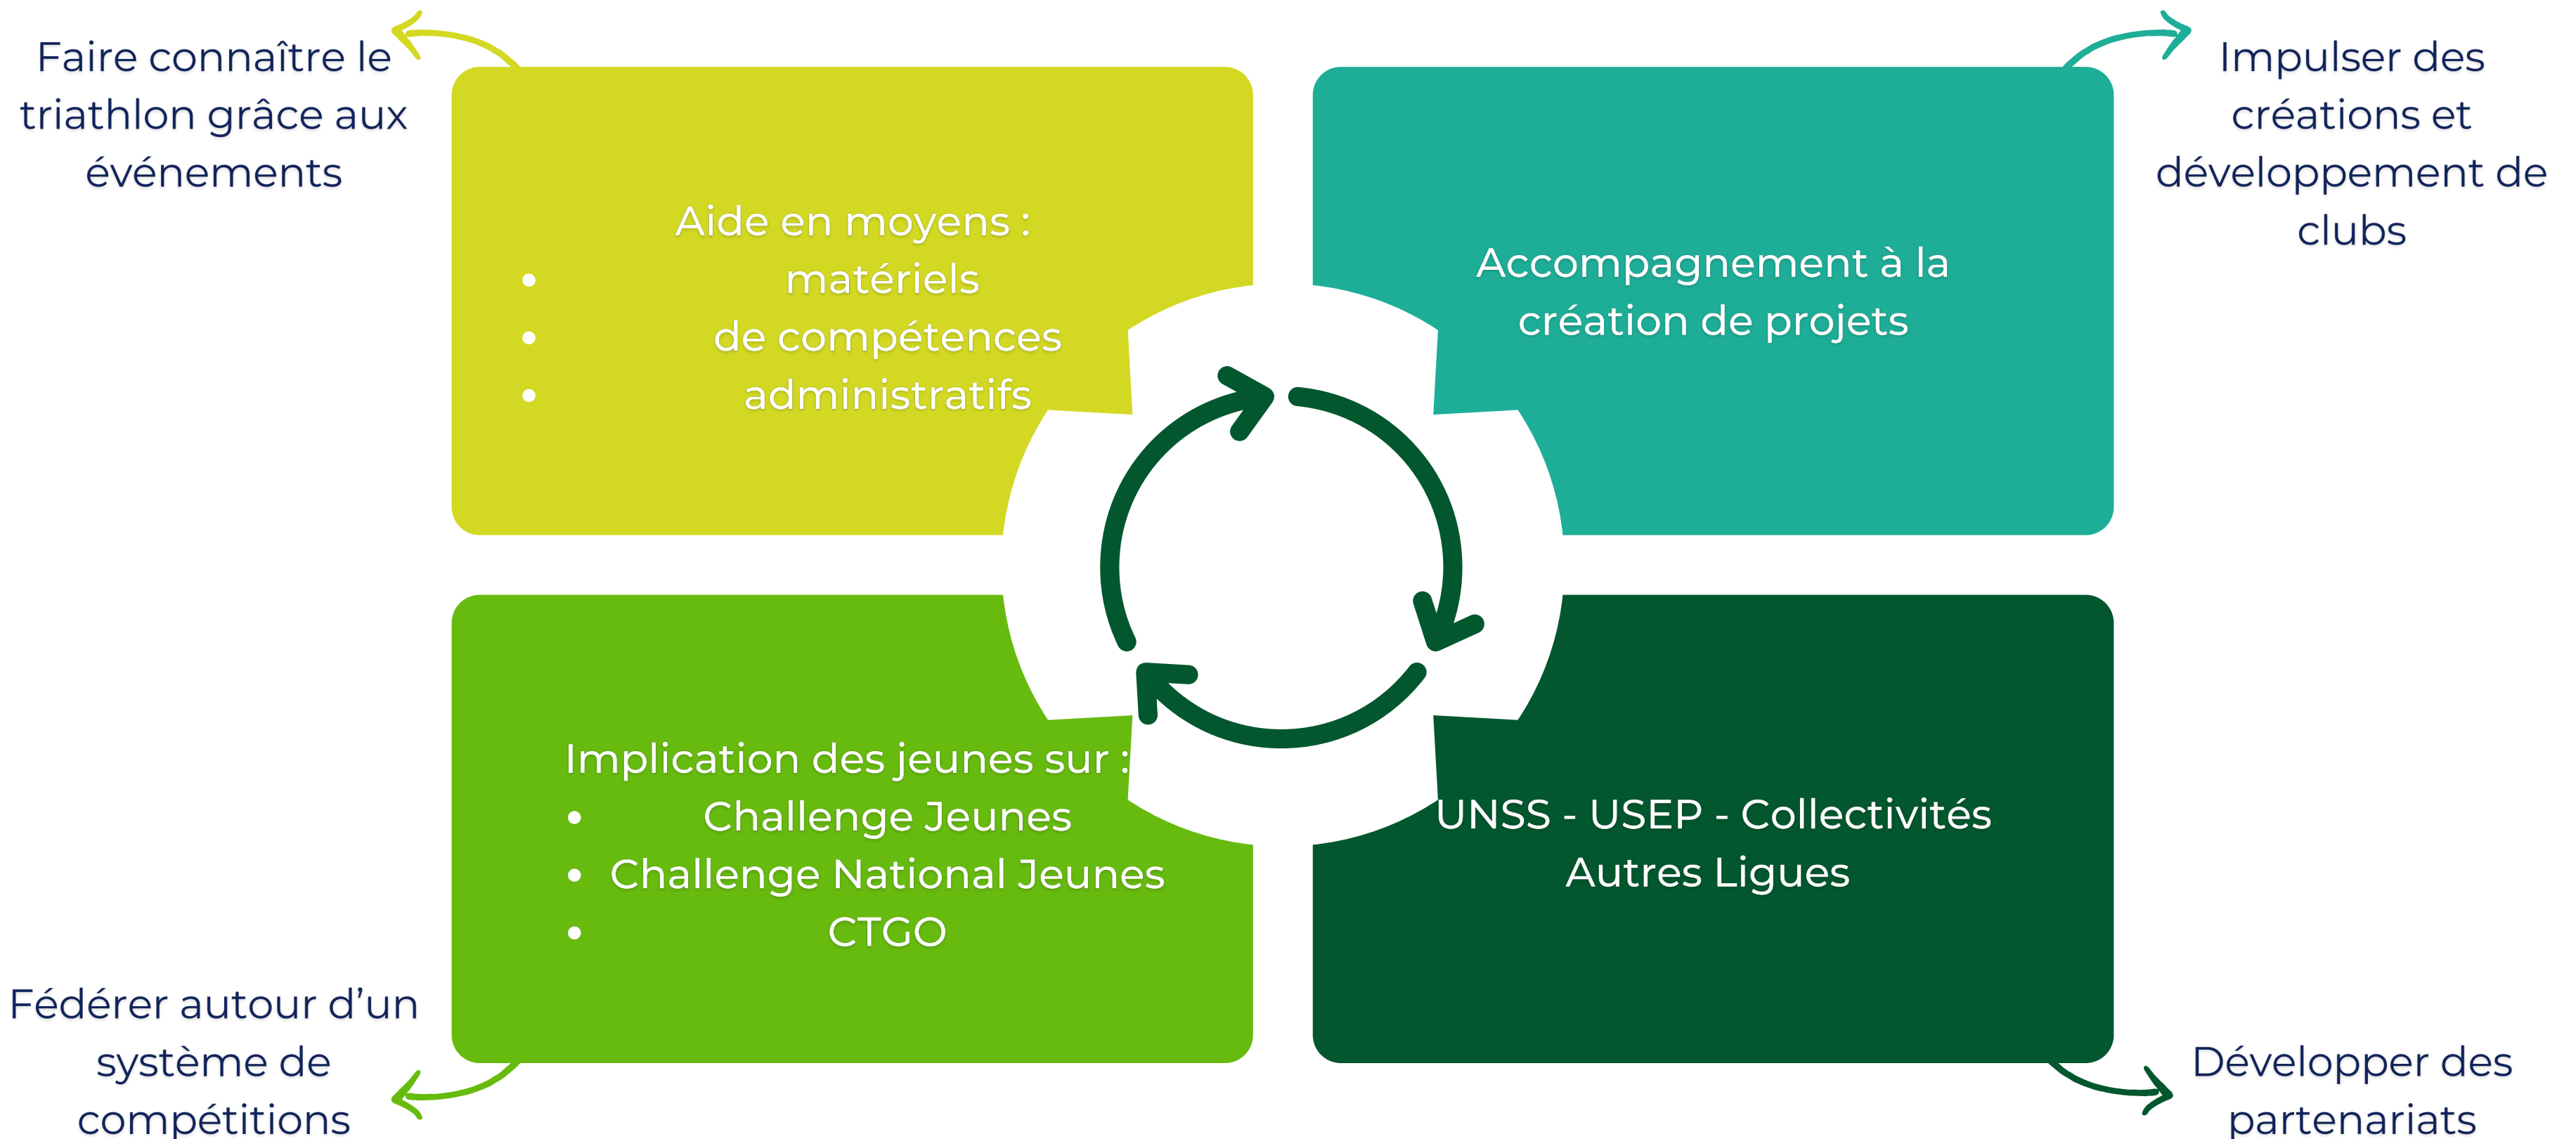 Faire connaître le
triathlon grâce aux
événements
Aide en moyens :
• matériels
• de compétences
• administratifs
Impulser des
créations et
développement de
clubs
Accompagnement à la
création de projets
Implication des jeunes sur :
• Challenge Jeunes
• Challenge National Jeunes
• CTGO
Fédérer autour d’un
système de
compétitions
UNSS - USEP - Collectivités
Autres Ligues
Développer des
partenariats